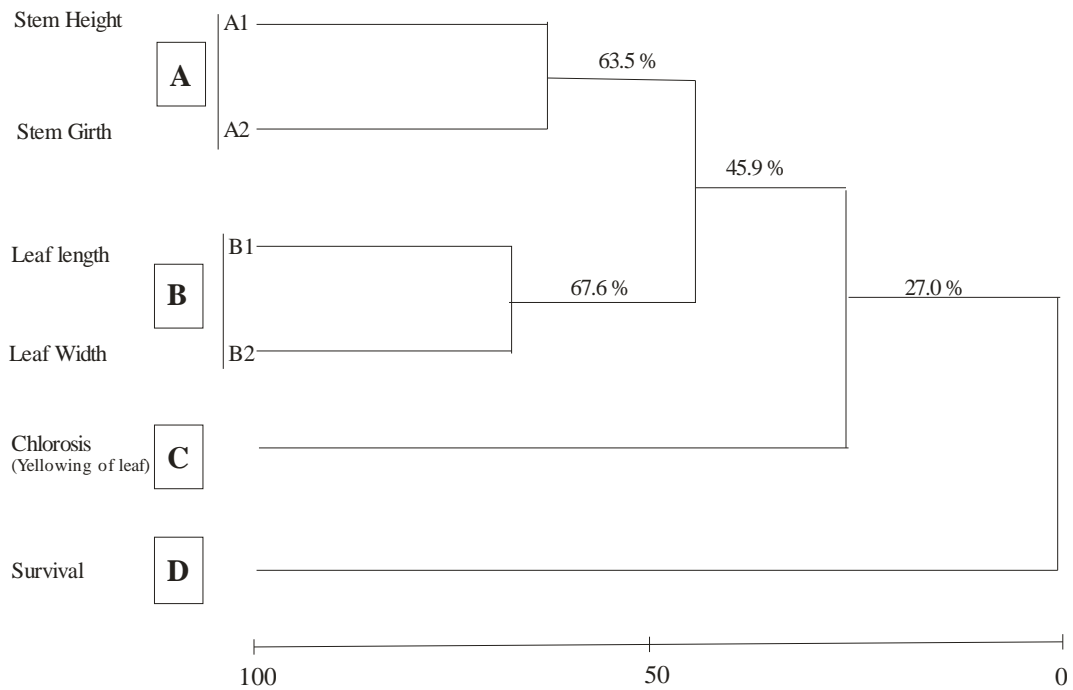 Stem Height
A1
A
63.5 %
Stem Girth
A2
45.9 %
Leaf length
B1
B
67.6 %
27.0 %
Leaf Width
B2
Chlorosis
(Yellowing of leaf)
C
Survival
D
100
50
0